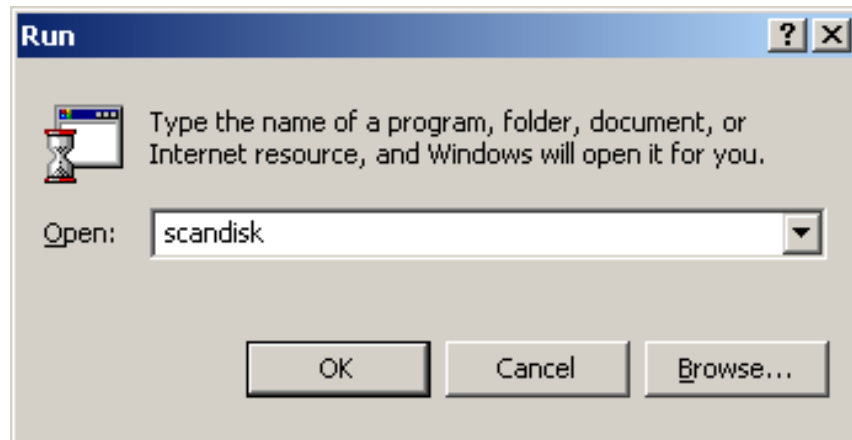 Run
Type the name of a program, folder, document, or
Internet resource, and Windows will open it for you.
Open: scandisk
OK Cancel Browse...